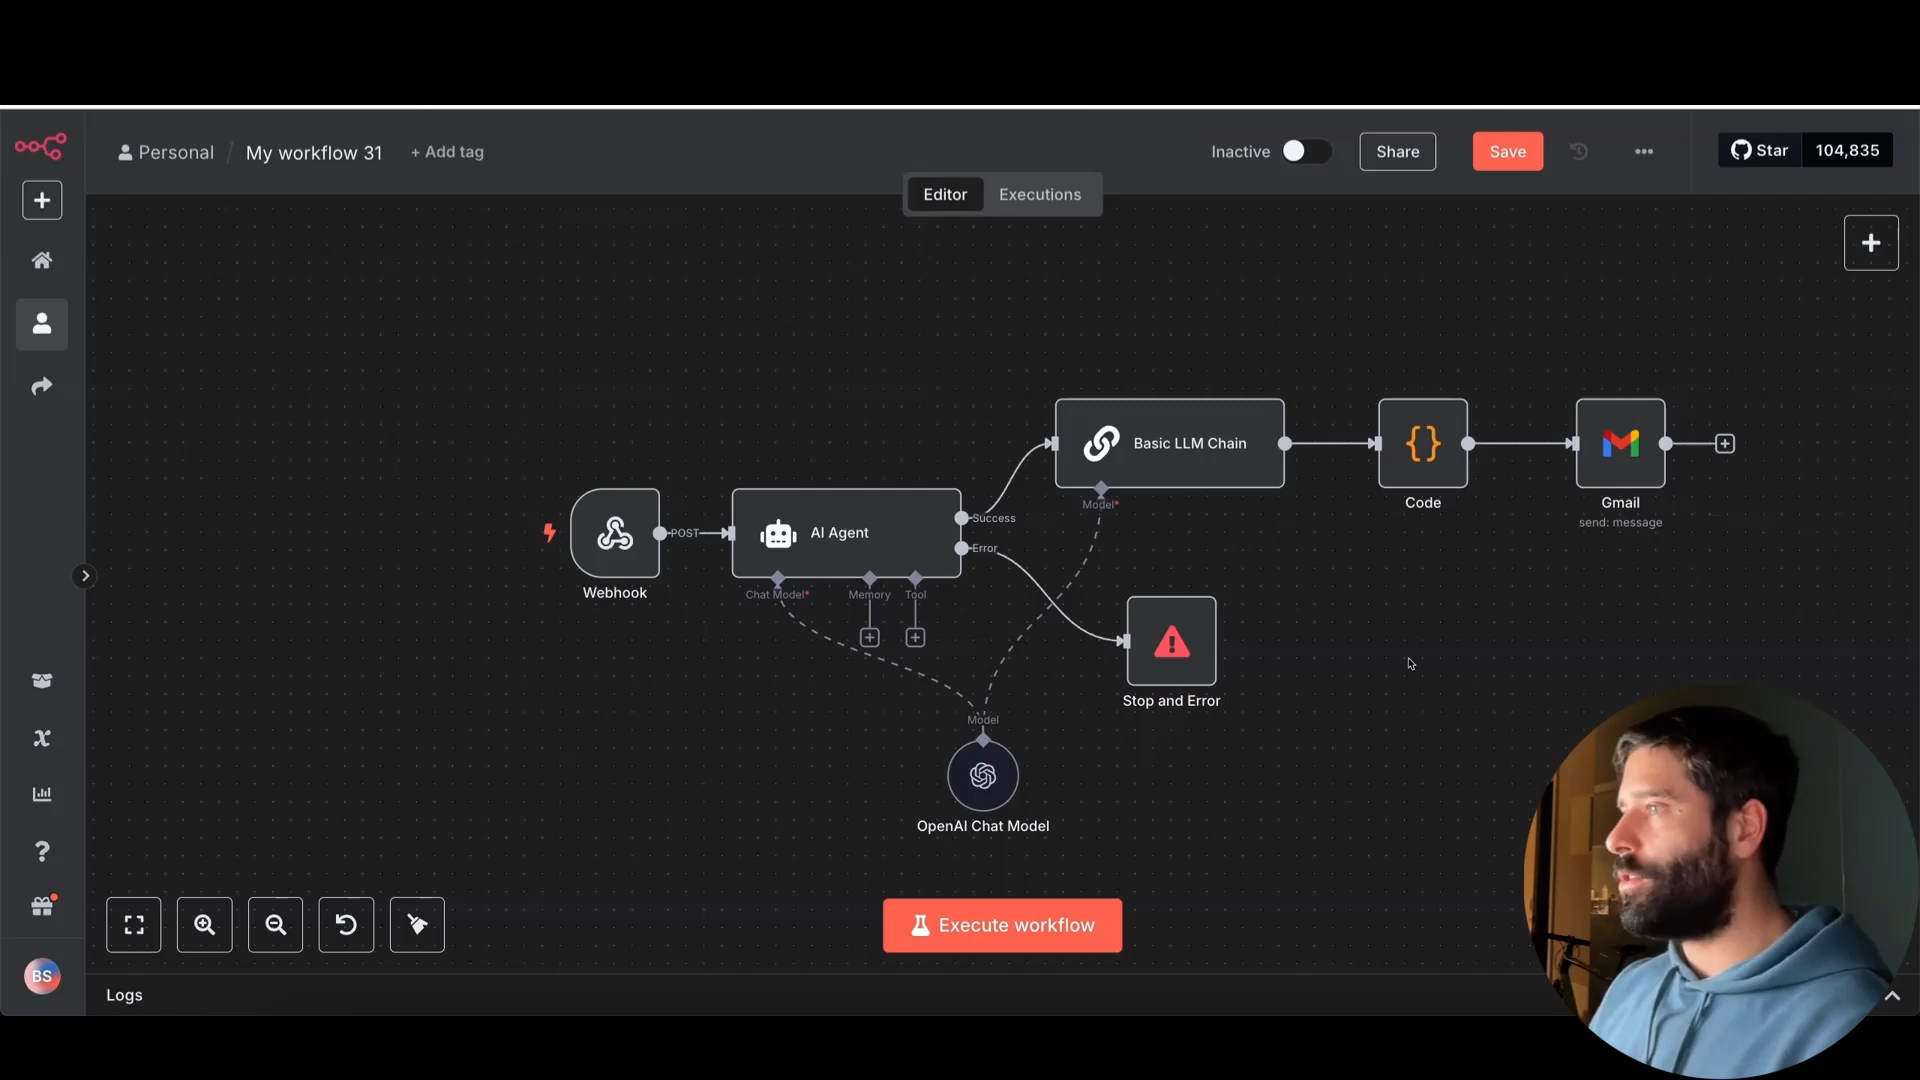 Personal / My workflow 31 + Add tag
Inactive
Share
Save
Star 104,835
Editor Executions
Basic LLM Chain
Model*
Code
Gmail
send: message
POST
AI Agent
Success
Error
Webhook
Chat Model*
Memory
Tool
Stop and Error
Model
OpenAI Chat Model
Execute workflow
BS
Logs